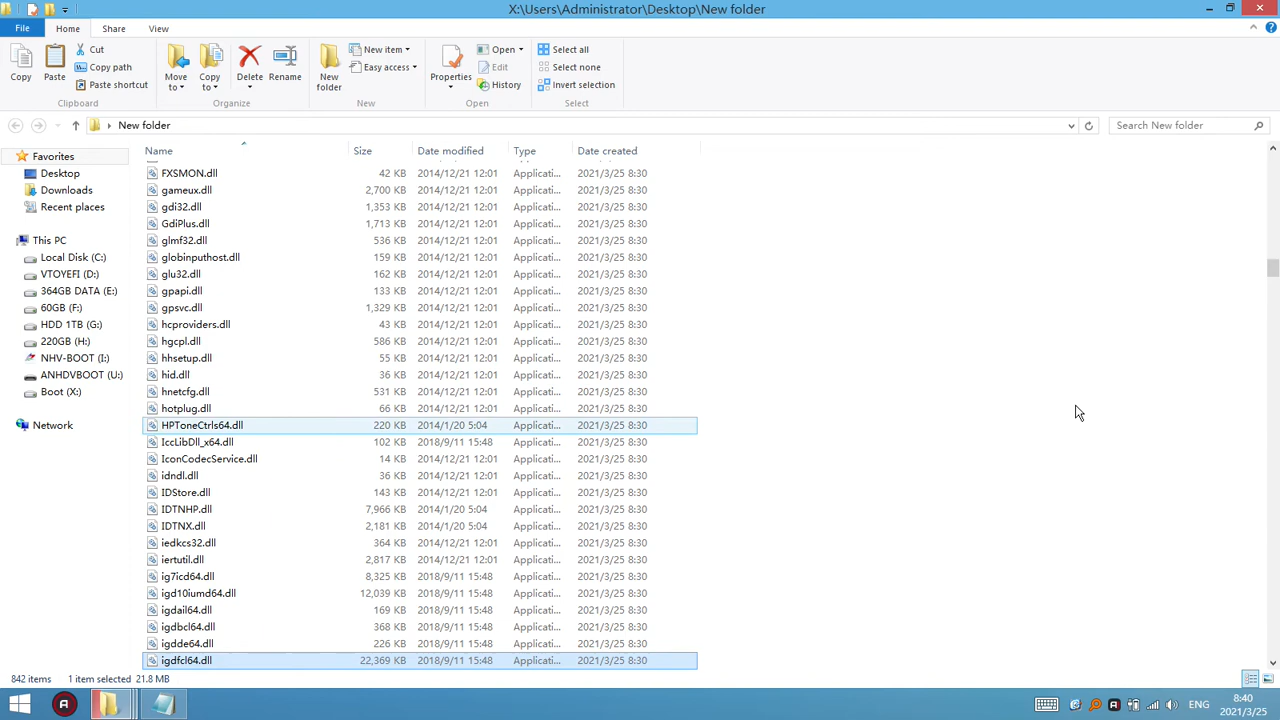 X:\Users\Administrator\Desktop\New folder
File Home Share View
Copy
Paste
Cut
Copy path
Paste shortcut
Clipboard
Move to
Copy to
Delete
Rename
Organize
New folder
New item
Easy access
New
Properties
Open
Edit
History
Open
Select all
Select none
Invert selection
Select
New folder
Search New folder
Favorites
Desktop
Downloads
Recent places
This PC
Local Disk (C:)
VTOYEFI (D:)
364GB DATA (E:)
60GB (F:)
HDD 1TB (G:)
220GB (H:)
NHV-BOOT (I:)
ANHDVBOOT (U:)
Boot (X:)
Network
Name Size Date modified Type Date created
FXSMON.dll 42 KB 2014/12/21 12:01 Applicati... 2021/3/25 8:30
gameux.dll 2,700 KB 2014/12/21 12:01 Applicati... 2021/3/25 8:30
gdi32.dll 1,353 KB 2014/12/21 12:01 Applicati... 2021/3/25 8:30
GdiPlus.dll 1,713 KB 2014/12/21 12:01 Applicati... 2021/3/25 8:30
glmf32.dll 536 KB 2014/12/21 12:01 Applicati... 2021/3/25 8:30
globinputhost.dll 159 KB 2014/12/21 12:01 Applicati... 2021/3/25 8:30
glu32.dll 162 KB 2014/12/21 12:01 Applicati... 2021/3/25 8:30
gpapi.dll 133 KB 2014/12/21 12:01 Applicati... 2021/3/25 8:30
gpsvc.dll 1,329 KB 2014/12/21 12:01 Applicati... 2021/3/25 8:30
hcproviders.dll 43 KB 2014/12/21 12:01 Applicati... 2021/3/25 8:30
hgcpl.dll 586 KB 2014/12/21 12:01 Applicati... 2021/3/25 8:30
hhsetup.dll 55 KB 2014/12/21 12:01 Applicati... 2021/3/25 8:30
hid.dll 36 KB 2014/12/21 12:01 Applicati... 2021/3/25 8:30
hnetcfg.dll 531 KB 2014/12/21 12:01 Applicati... 2021/3/25 8:30
hotplug.dll 66 KB 2014/12/21 12:01 Applicati... 2021/3/25 8:30
HPToneCtrls64.dll 220 KB 2014/1/20 5:04 Applicati... 2021/3/25 8:30
IccLibDll_x64.dll 102 KB 2018/9/11 15:48 Applicati... 2021/3/25 8:30
IconCodecService.dll 14 KB 2014/12/21 12:01 Applicati... 2021/3/25 8:30
idndl.dll 36 KB 2014/12/21 12:01 Applicati... 2021/3/25 8:30
IDStore.dll 143 KB 2014/12/21 12:01 Applicati... 2021/3/25 8:30
IDTNHP.dll 7,966 KB 2014/1/20 5:04 Applicati... 2021/3/25 8:30
IDTNX.dll 2,181 KB 2014/1/20 5:04 Applicati... 2021/3/25 8:30
iedkcs32.dll 364 KB 2014/12/21 12:01 Applicati... 2021/3/25 8:30
iertutil.dll 2,817 KB 2014/12/21 12:01 Applicati... 2021/3/25 8:30
ig7icd64.dll 8,325 KB 2018/9/11 15:48 Applicati... 2021/3/25 8:30
igd10iumd64.dll 12,039 KB 2018/9/11 15:48 Applicati... 2021/3/25 8:30
igdail64.dll 169 KB 2018/9/11 15:48 Applicati... 2021/3/25 8:30
igdbcl64.dll 368 KB 2018/9/11 15:48 Applicati... 2021/3/25 8:30
igdde64.dll 226 KB 2018/9/11 15:48 Applicati... 2021/3/25 8:30
igdfcl64.dll 22,369 KB 2018/9/11 15:48 Applicati... 2021/3/25 8:30
842 items 1 item selected 21.8 MB
ENG
8:40
2021/3/25